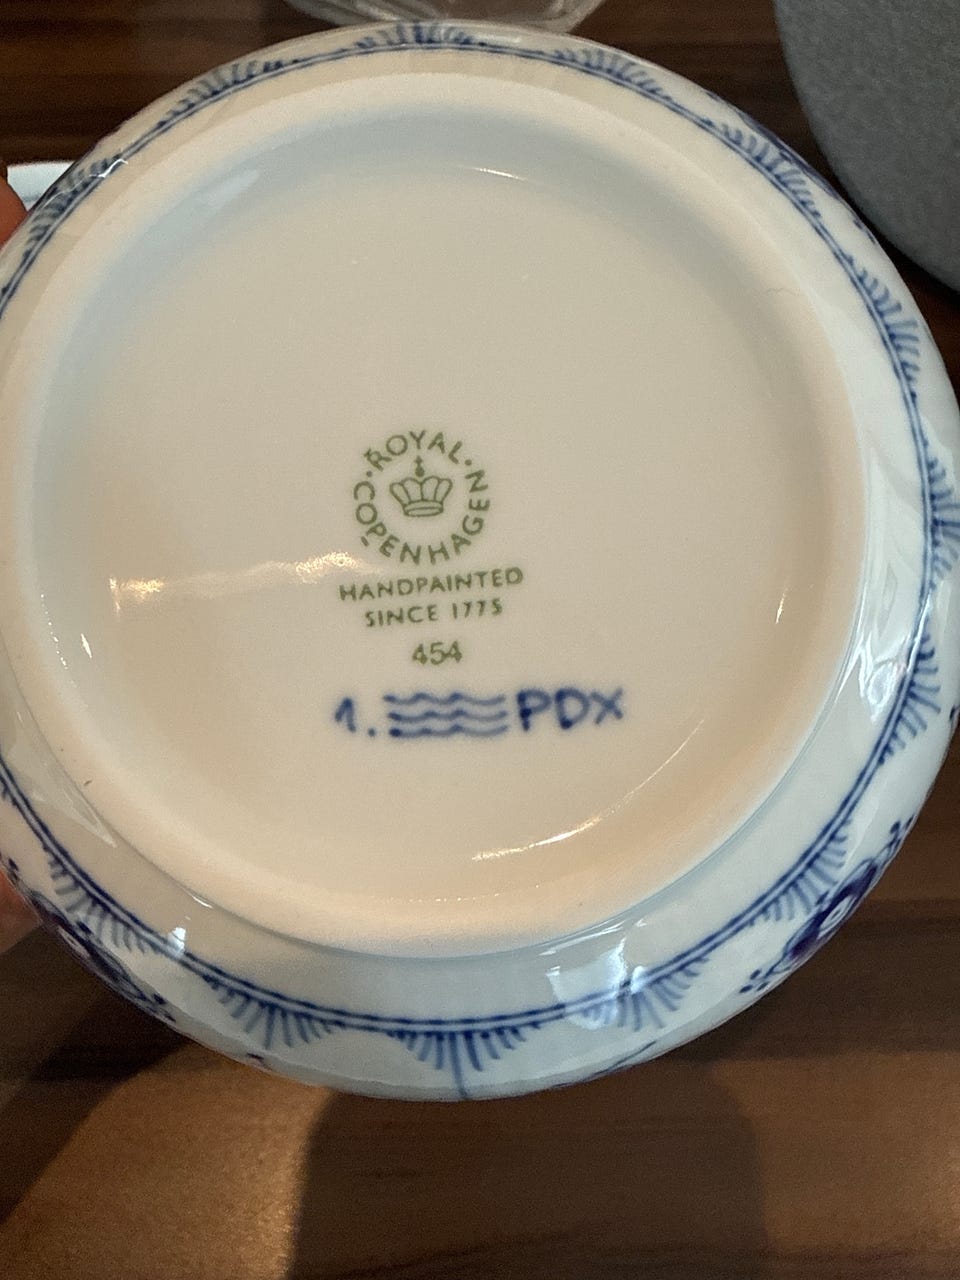 ROYAL · COPENHAGEN ·
HANDPAINTED
SINCE 1775
454
1. PDX